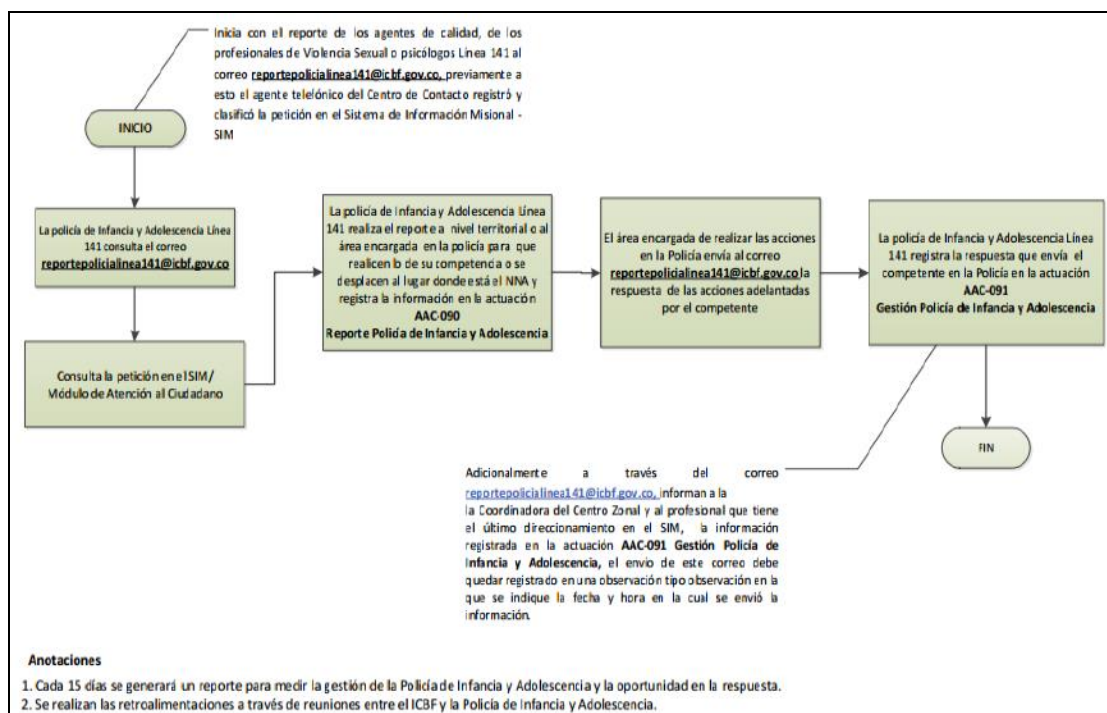 Inicia con el reporte de los agentes de calidad, de los
profesionales de Violencia Sexual o psicólogos Línea 141 al
correo reportepolicialinea141@icbf.gov.co, previamente a
esto el agente telefónico del Centro de Contacto registró y
clasificó la petición en el Sistema de Información Misional -
SIM
INICIO
La policía de Infancia y Adolescencia Línea
141 consulta el correo
reportepolicialinea141@icbf.gov.co
Consulta la petición en el SIM/
Módulo de Atención al Ciudadano
La policía de Infancia y Adolescencia Línea
141 realiza el reporte a nivel territorial o al
área encargada en la policía para que
realicen lo de su competencia o se
desplacen al lugar donde está el NNA y
registra la información en la actuación
AAC-090
Reporte Policía de Infancia y Adolescencia
El área encargada de realizar las acciones
en la Policía envía al correo
reportepolicialinea141@icbf.gov.co la
respuesta de las acciones adelantadas
por el competente
La policía de Infancia y Adolescencia Línea
141 registra la respuesta que envía el
competente en la Policía en la actuación
AAC-091
Gestión Policía de Infancia y Adolescencia
FIN
Adicionalmente a través del correo
reportepolicialinea141@icbf.gov.co, informan a la
la Coordinadora del Centro Zonal y al profesional que tiene
el último direccionamiento en el SIM, la información
registrada en la actuación AAC-091 Gestión Policía de
Infancia y Adolescencia, el envío de este correo debe
quedar registrado en una observación tipo observación en la
que se indique la fecha y hora en la cual se envió la
información.
Anotaciones
1. Cada 15 días se generará un reporte para medir la gestión de la Policía de Infancia y Adolescencia y la oportunidad en la respuesta.
2. Se realizan las retroalimentaciones a través de reuniones entre el ICBF y la Policía de Infancia y Adolescencia.